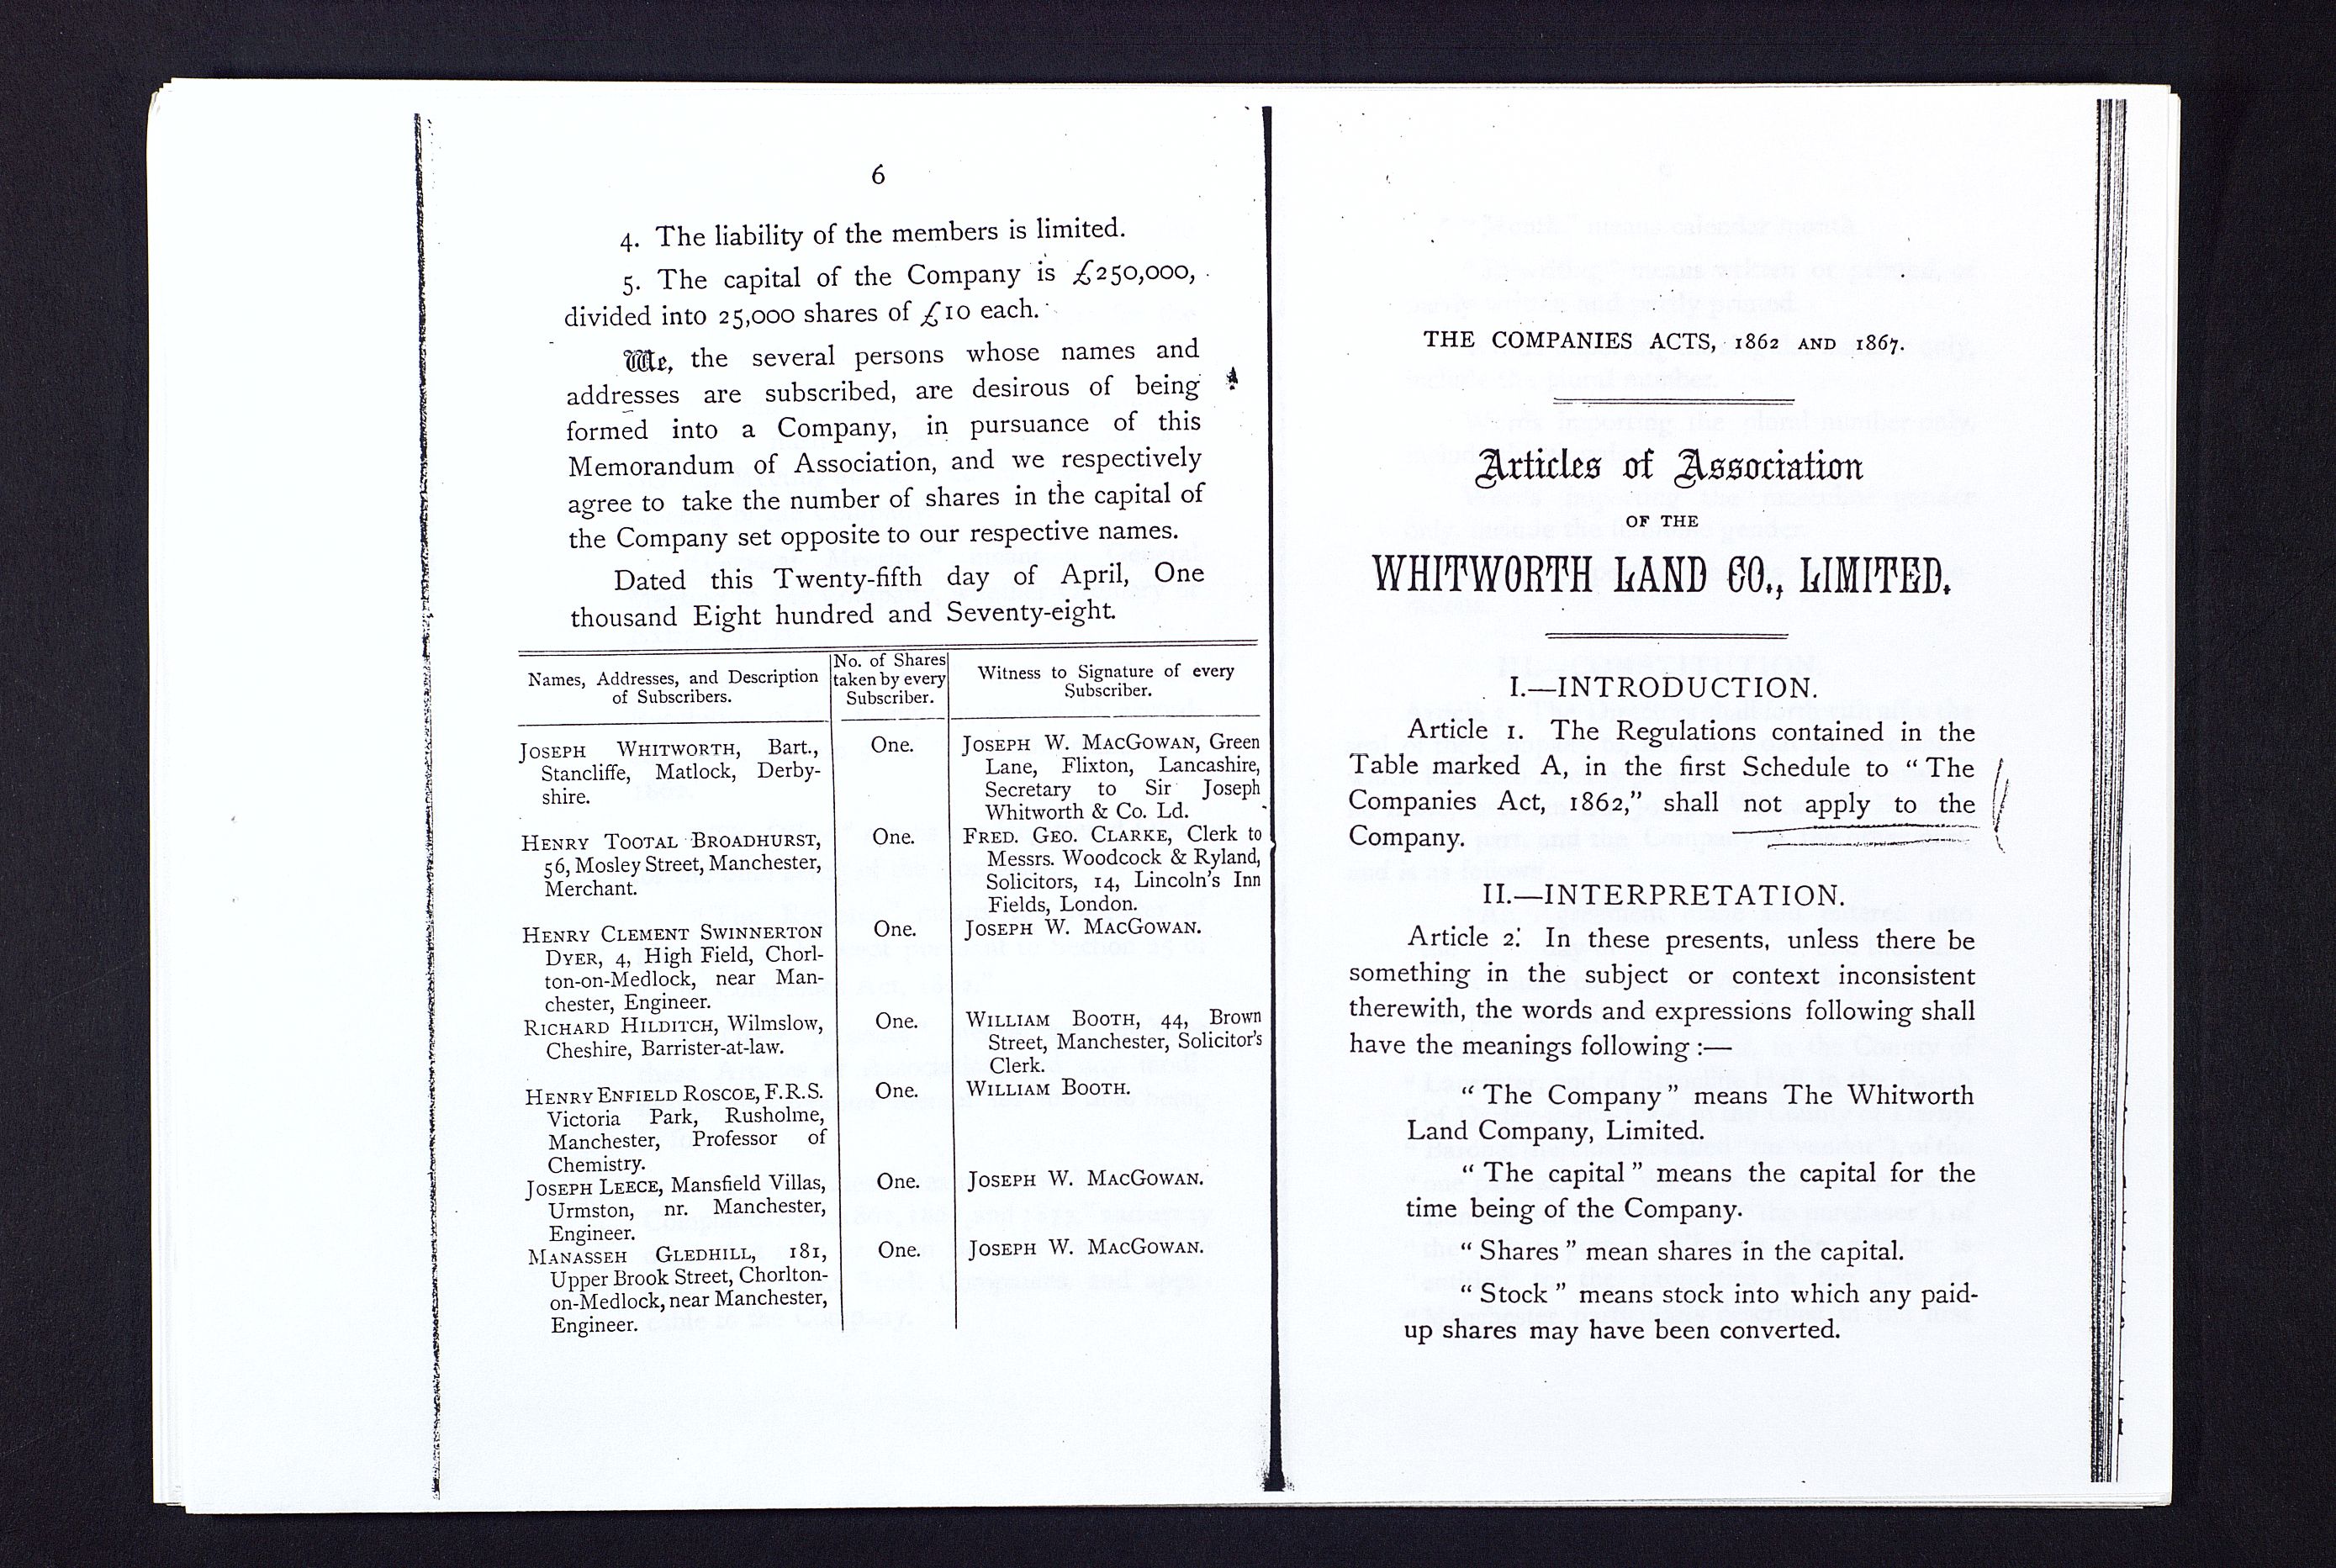 6
4. The liability of the members is limited.
5. The capital of the Company is £250,000,
divided into 25,000 shares of £10 each.
We, the several persons whose names and
addresses are subscribed, are desirous of being
formed into a Company, in pursuance of this
Memorandum of Association, and we respectively
agree to take the number of shares in the capital of
the Company set opposite to our respective names.
Dated this Twenty-fifth day of April, One
thousand Eight hundred and Seventy-eight.
Names, Addresses, and Description
of Subscribers.
No. of Shares
taken by every
Subscriber.
Witness to Signature of every
Subscriber.
JOSEPH WHITWORTH, Bart.,
Stancliffe, Matlock, Derby-
shire.
One.
JOSEPH W. MACGOWAN, Green
Lane, Flixton, Lancashire,
Secretary to Sir Joseph
Whitworth & Co. Ld.
HENRY TOOTAL BROADHURST,
56, Mosley Street, Manchester,
Merchant.
One.
FRED. GEO. CLARKE, Clerk to
Messrs. Woodcock & Ryland,
Solicitors, 14, Lincoln's Inn
Fields, London.
HENRY CLEMENT SWINNERTON
DYER, 4, High Field, Chorl-
ton-on-Medlock, near Man-
chester, Engineer.
One.
JOSEPH W. MACGOWAN.
RICHARD HILDITCH, Wilmslow,
Cheshire, Barrister-at-law.
One.
WILLIAM BOOTH, 44, Brown
Street, Manchester, Solicitor's
Clerk.
HENRY ENFIELD ROSCOE, F.R.S.
Victoria Park, Rusholme,
Manchester, Professor of
Chemistry.
One.
WILLIAM BOOTH.
JOSEPH LEECE, Mansfield Villas,
Urmston, nr. Manchester,
Engineer.
One.
JOSEPH W. MACGOWAN.
MANASSEH GLEDHILL, 181,
Upper Brook Street, Chorlton-
on-Medlock, near Manchester,
Engineer.
One.
JOSEPH W. MACGOWAN.
THE COMPANIES ACTS, 1862 AND 1867.
Articles of Association
OF THE
WHITWORTH LAND CO., LIMITED.
I.—INTRODUCTION.
Article 1. The Regulations contained in the
Table marked A, in the first Schedule to “The
Companies Act, 1862,” shall not apply to the
Company.
II.—INTERPRETATION.
Article 2. In these presents, unless there be
something in the subject or context inconsistent
therewith, the words and expressions following shall
have the meanings following :—
“The Company” means The Whitworth
Land Company, Limited.
“The capital” means the capital for the
time being of the Company.
“Shares” mean shares in the capital.
“Stock” means stock into which any paid-
up shares may have been converted.